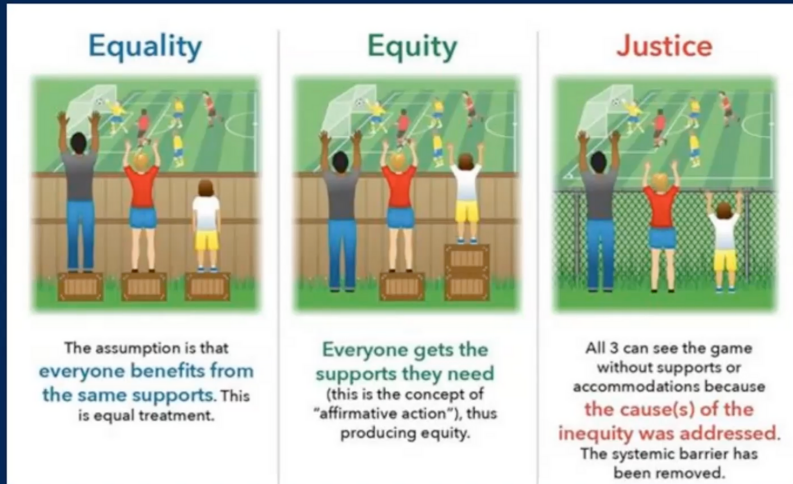 Equality
The assumption is that
everyone benefits from
the same supports. This
is equal treatment.
Equity
Everyone gets the
supports they need
(this is the concept of
"affirmative action"), thus
producing equity.
Justice
All 3 can see the game
without supports or
accommodations because
the cause(s) of the
inequity was addressed.
The systemic barrier has
been removed.